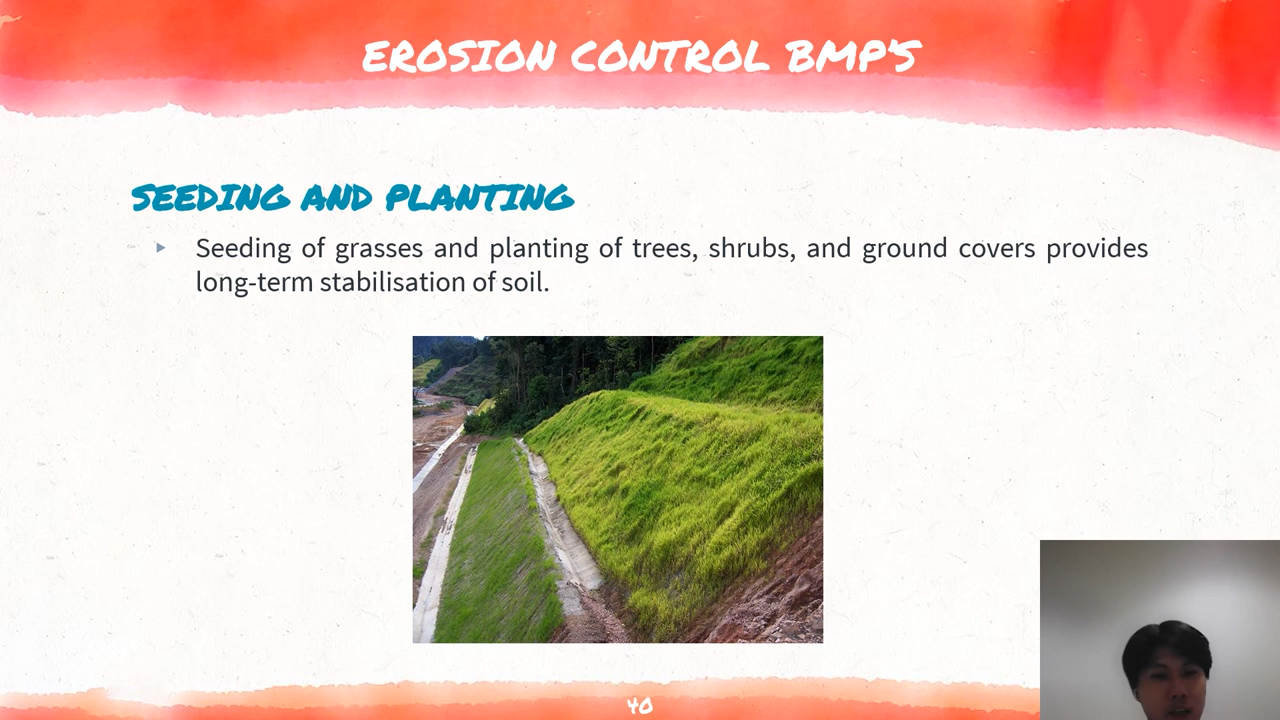 EROSION CONTROL BMP'S
SEEDING AND PLANTING
Seeding of grasses and planting of trees, shrubs, and ground covers provides
long-term stabilisation of soil.
40